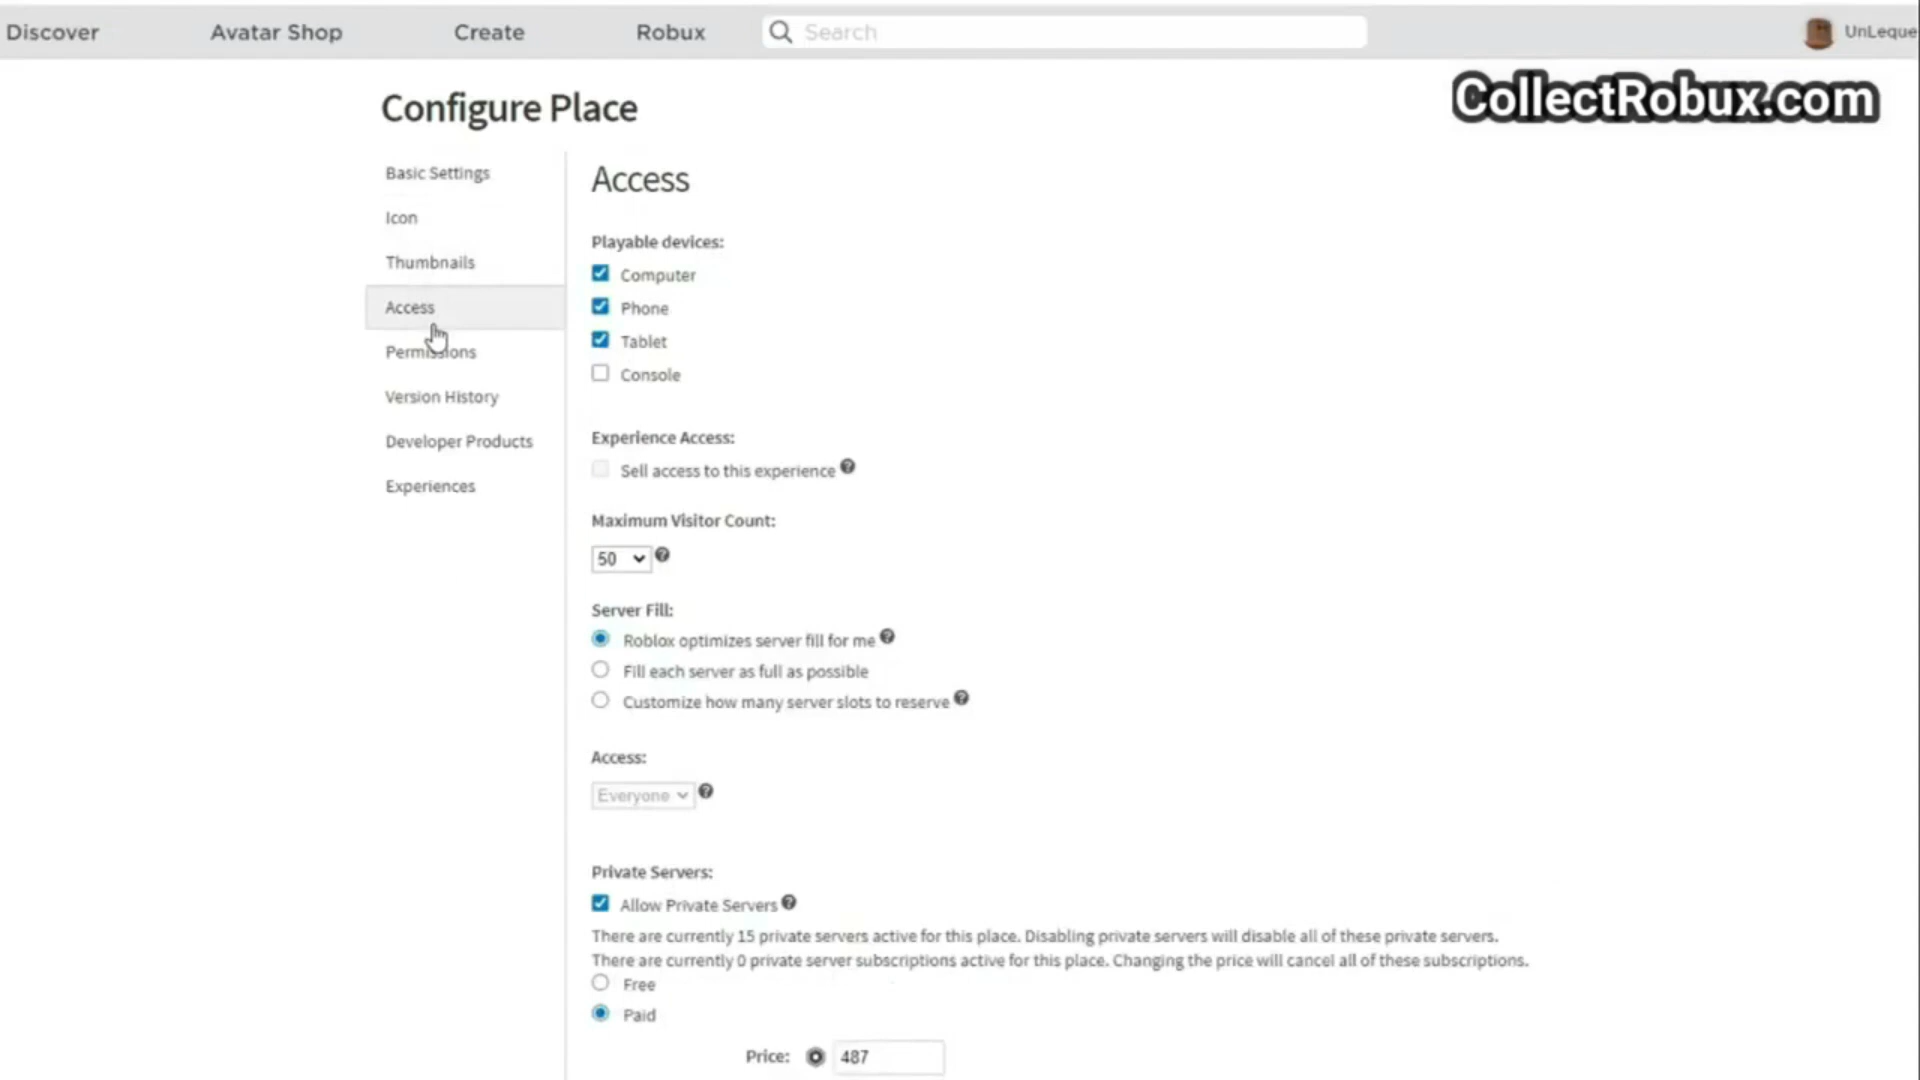 Discover Avatar Shop Create Robux Search UnLeque
CollectRobux.com
Configure Place
Basic Settings
Icon
Thumbnails
Access
Permissions
Version History
Developer Products
Experiences
Access
Playable devices:
Computer
Phone
Tablet
Console
Experience Access:
Sell access to this experience
Maximum Visitor Count:
50
Server Fill:
Roblox optimizes server fill for me
Fill each server as full as possible
Customize how many server slots to reserve
Access:
Everyone
Private Servers:
Allow Private Servers
There are currently 15 private servers active for this place. Disabling private servers will disable all of these private servers.
There are currently 0 private server subscriptions active for this place. Changing the price will cancel all of these subscriptions.
Free
Paid
Price: 487